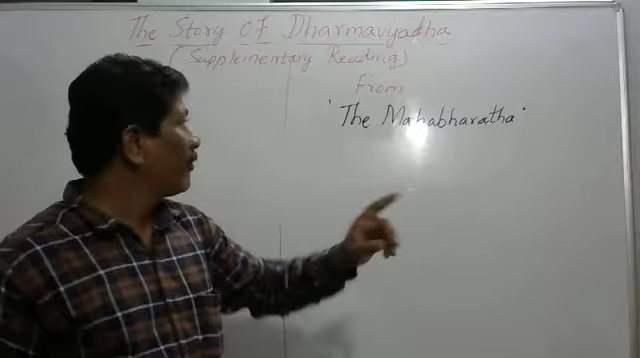 The Story Of Dharmavyadha
(Supplementary Reading)
From
'The Mahabharatha'